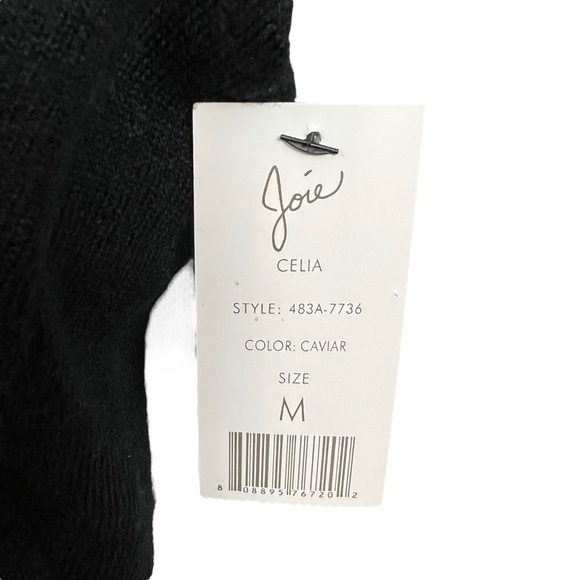 Joie
CELIA
STYLE: 483A-7736
COLOR: CAVIAR
SIZE
M
8 08895 76720 2